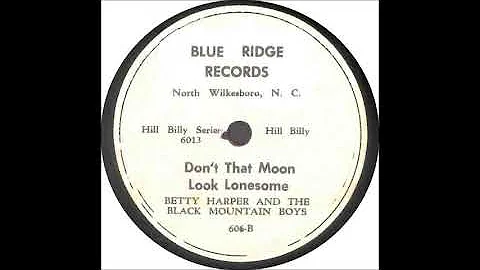 BLUE RIDGE
RECORDS
North Wilkesboro, N. C.
Hill Billy Series Hill Billy
6013
Don't That Moon
Look Lonesome
BETTY HARPER AND THE
BLACK MOUNTAIN BOYS
606-B